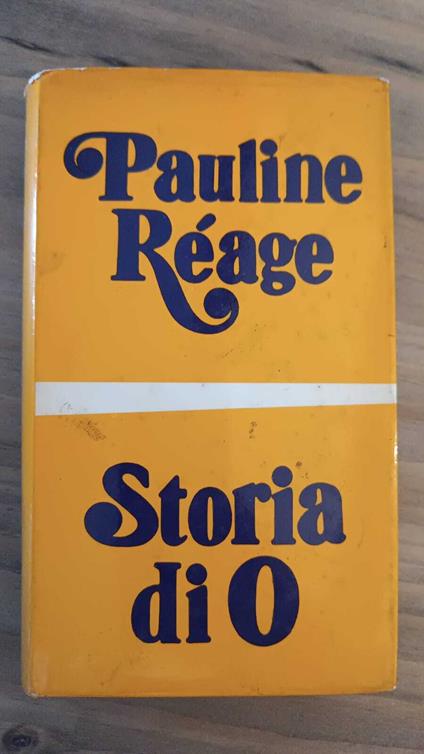 Pauline
Réage
Storia
di O